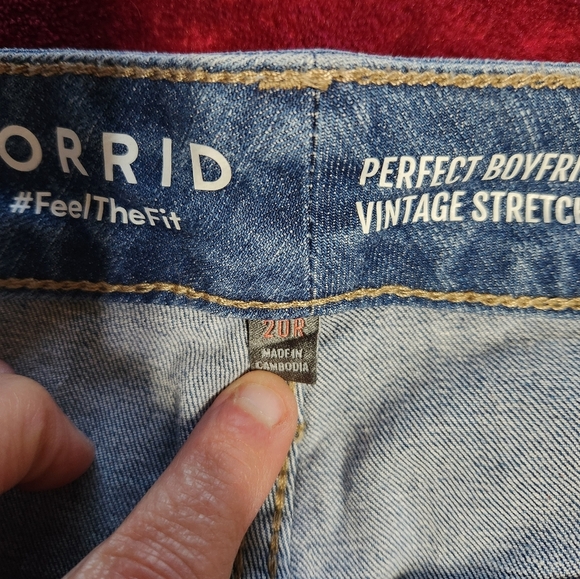 ORRID
#FeelTheFit
PERFECT BOYFRI
VINTAGE STRETC
20R
MADE IN
CAMBODIA